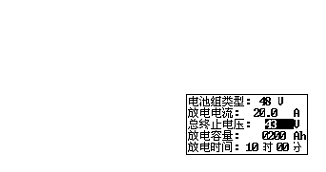 电池组类型: 48 V
放电电流: 20.0 A
总终止电压: 43 V
放电容量: 0200 Ah
放电时间: 10 时 00 分